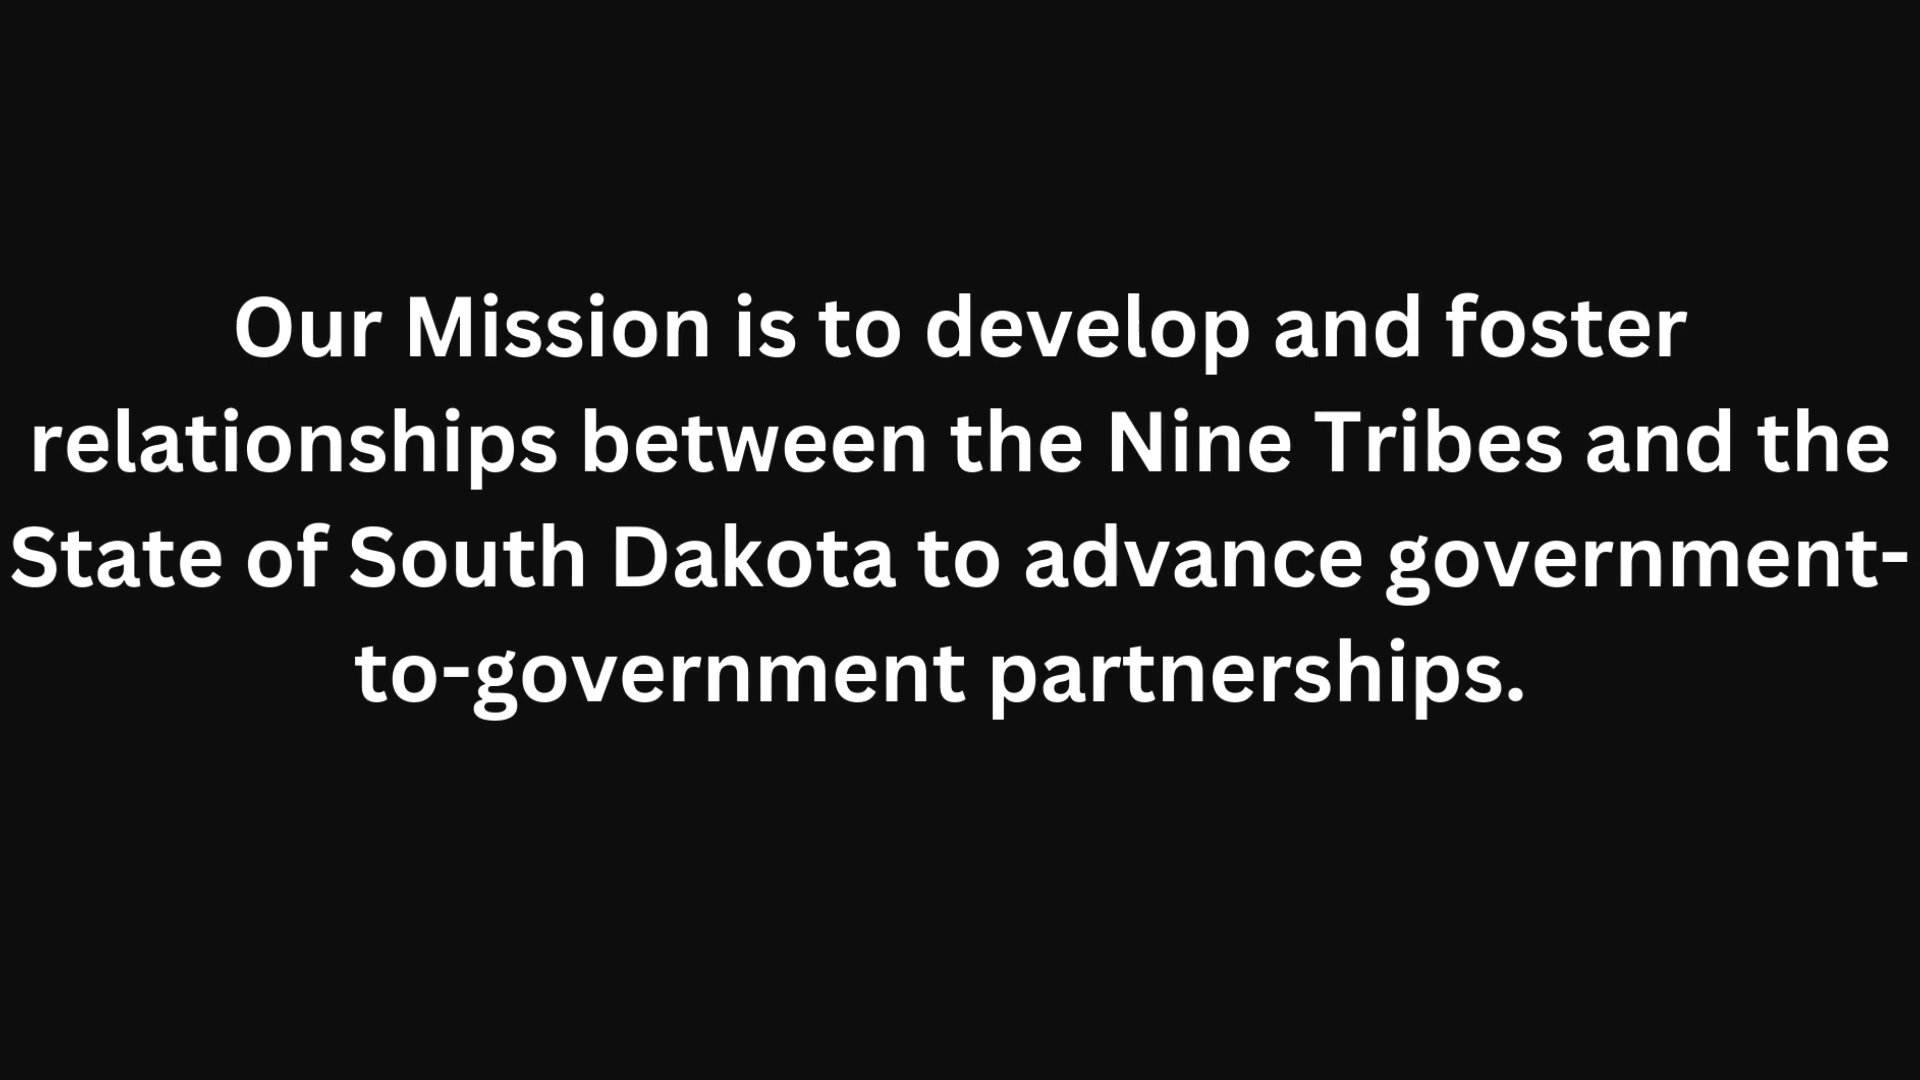 Our Mission is to develop and foster
relationships between the Nine Tribes and the
State of South Dakota to advance government-
to-government partnerships.